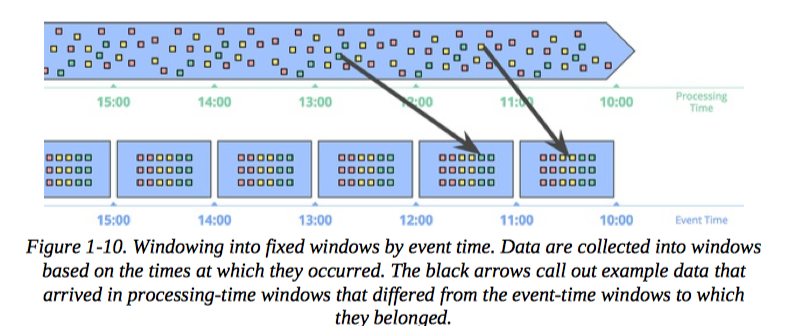 15:00 14:00 13:00 12:00 11:00 10:00 Processing
Time
15:00 14:00 13:00 12:00 11:00 10:00 Event Time
Figure 1-10. Windowing into fixed windows by event time. Data are collected into windows
based on the times at which they occurred. The black arrows call out example data that
arrived in processing-time windows that differed from the event-time windows to which
they belonged.